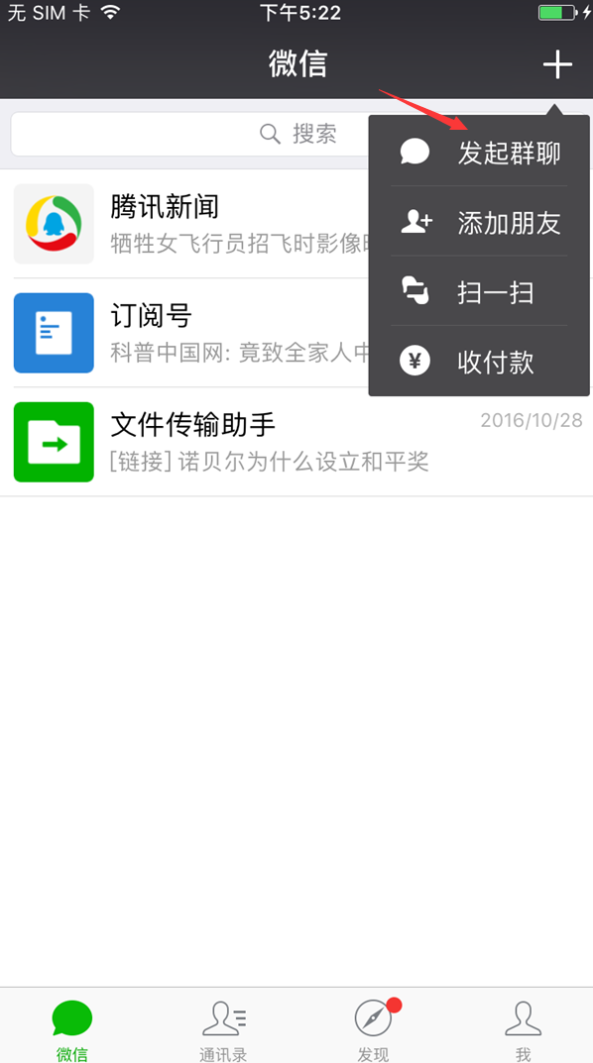 无 SIM 卡 下午5:22
微信
搜索
发起群聊
添加朋友
扫一扫
收付款
腾讯新闻
牺牲女飞行员招飞时影像
订阅号
科普中国网: 竟致全家人中
文件传输助手 2016/10/28
[链接] 诺贝尔为什么设立和平奖
微信 通讯录 发现 我